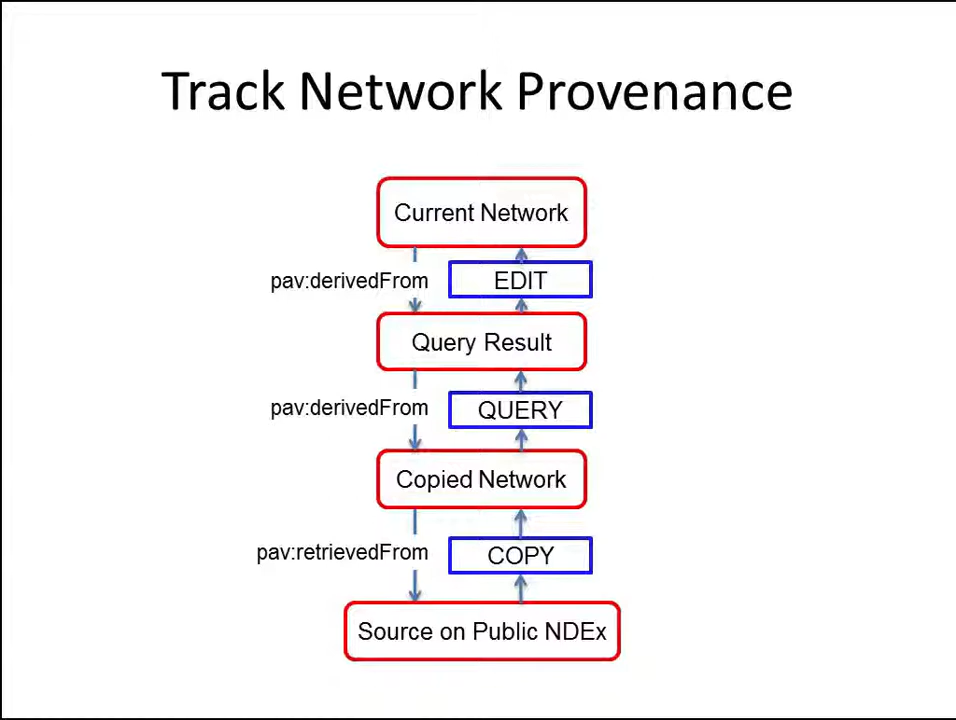 Track Network Provenance
Current Network
pav:derivedFrom
EDIT
Query Result
pav:derivedFrom
QUERY
Copied Network
pav:retrievedFrom
COPY
Source on Public NDEx